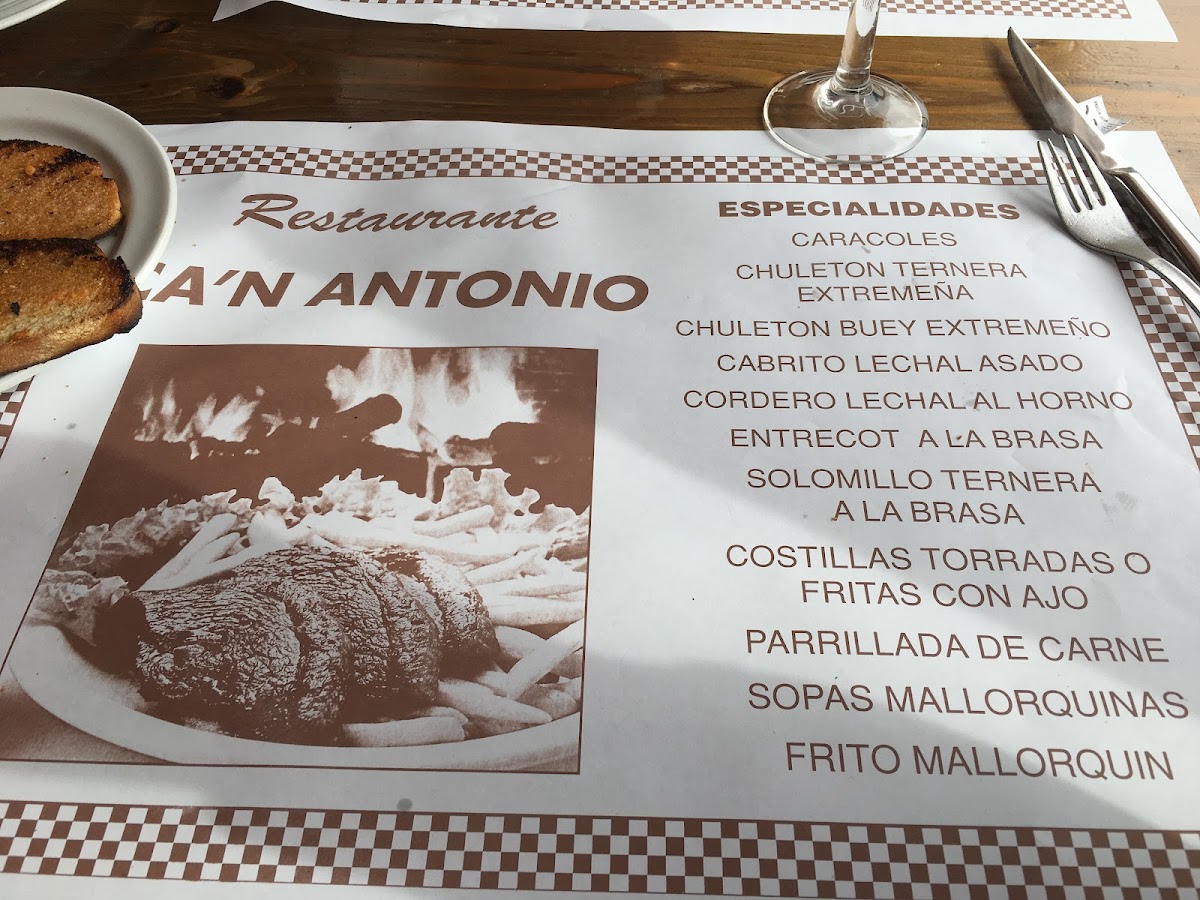 Restaurante
CA'N ANTONIO
ESPECIALIDADES
CARACOLES
CHULETON TERNERA
EXTREMEÑA
CHULETON BUEY EXTREMEÑO
CABRITO LECHAL ASADO
CORDERO LECHAL AL HORNO
ENTRECOT A LA BRASA
SOLOMILLO TERNERA
A LA BRASA
COSTILLAS TORRADAS O
FRITAS CON AJO
PARRILLADA DE CARNE
SOPAS MALLORQUINAS
FRITO MALLORQUIN